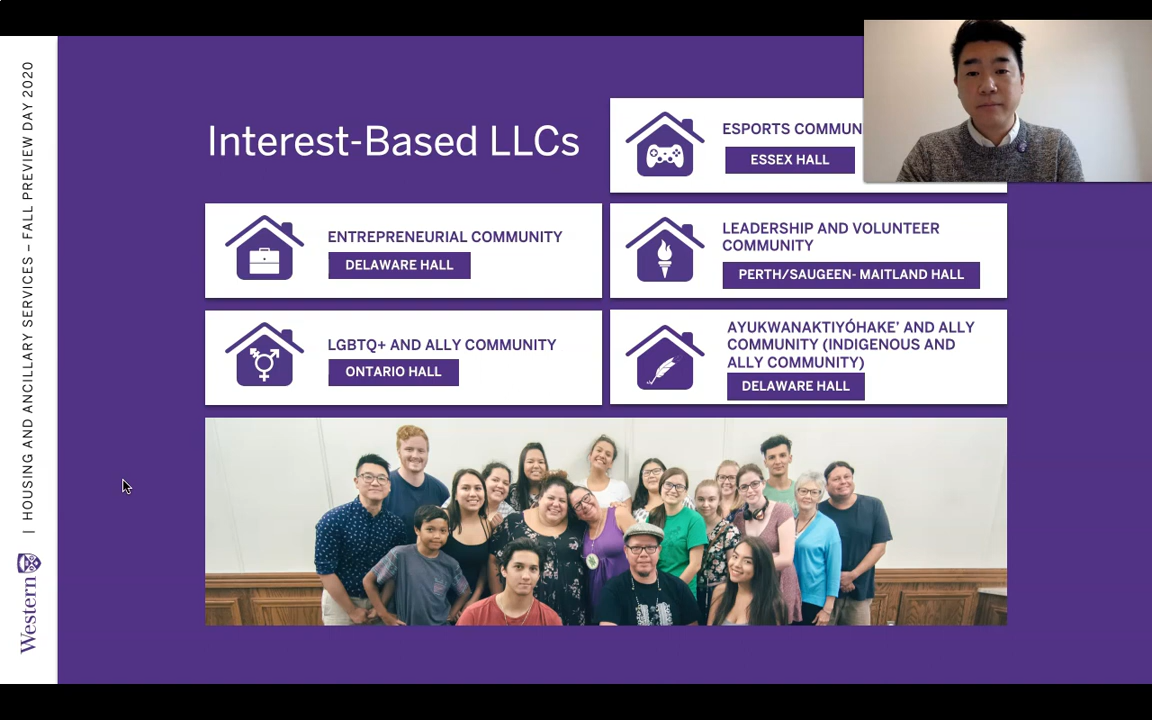 Interest-Based LLCs
ESPORTS COMMUN
ESSEX HALL
ENTREPRENEURIAL COMMUNITY
DELAWARE HALL
LEADERSHIP AND VOLUNTEER
COMMUNITY
PERTH/SAUGEEN- MAITLAND HALL
LGBTQ+ AND ALLY COMMUNITY
ONTARIO HALL
AYUKWANAKTIYÓHAKE’ AND ALLY
COMMUNITY (INDIGENOUS AND
ALLY COMMUNITY)
DELAWARE HALL
Western | HOUSING AND ANCILLARY SERVICES – FALL PREVIEW DAY 2020